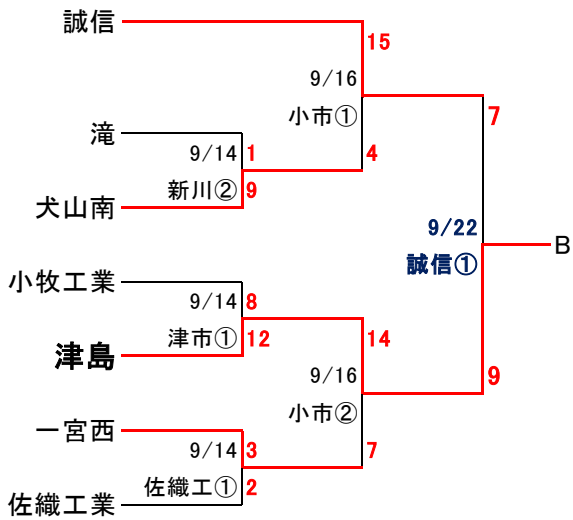 誠信
15
9/16
小市①
7
滝
9/14
1
4
新川②
9
犬山南
9/22
B
誠信①
小牧工業
9/14
8
津市①
12
14
津島
9/16
9
小市②
一宮西
9/14
3
7
佐織工①
2
佐織工業